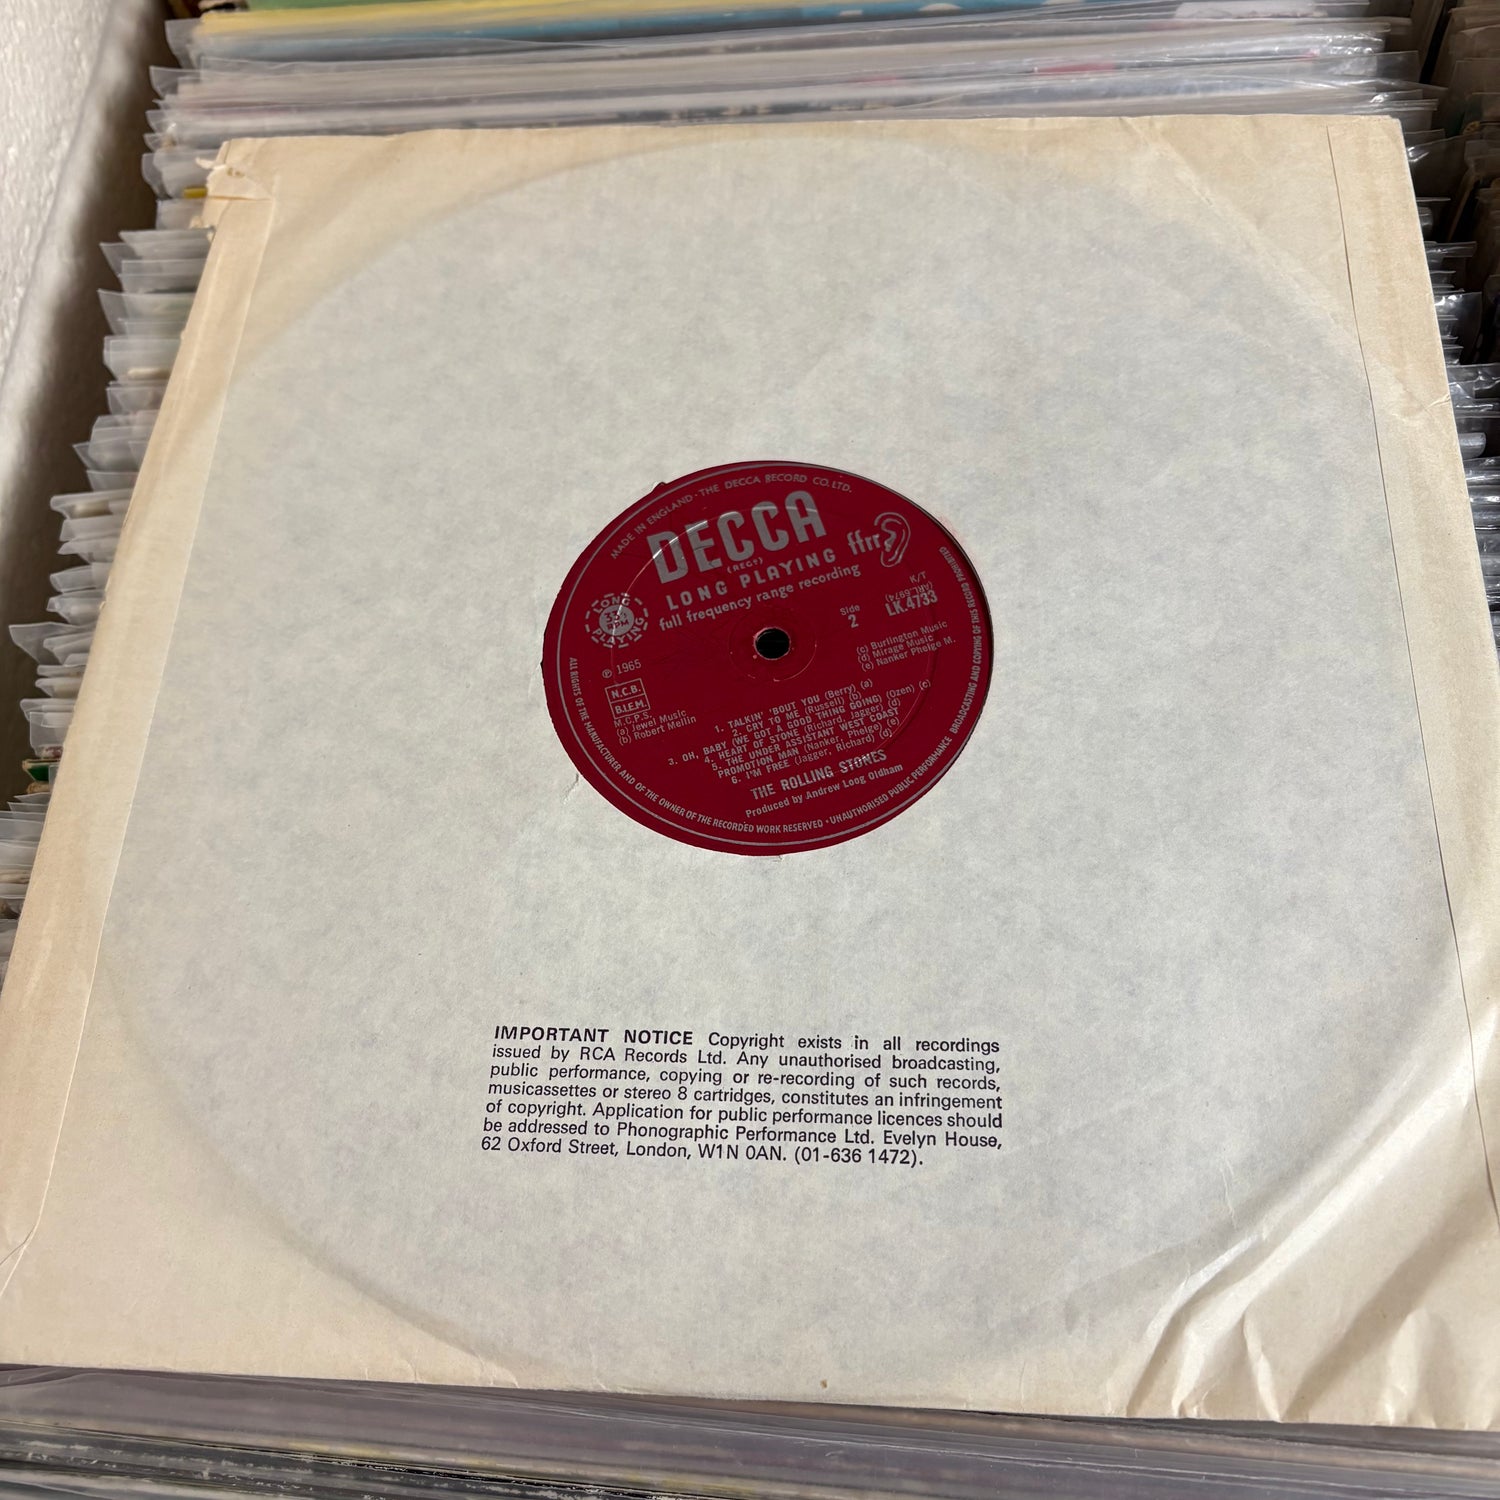 MADE IN ENGLAND · THE DECCA RECORD CO. LTD.
DECCA
(REGD)
LONG PLAYING
ffrr
full frequency range recording
LONG
33⅓
RPM
PLAYING
K/T
(ARL-6974)
Side
2
LK.4733
℗ 1965
N.C.B.
B.I.E.M.
M.C.P.S.
(a) Jewel Music
(b) Robert Mellin
(c) Burlington Music
(d) Mirage Music
(e) Nanker Phelge M.
1. TALKIN' 'BOUT YOU (Berry) (a)
2. CRY TO ME (Russell) (b)
3. OH, BABY (WE GOT A GOOD THING GOING) (Ozen) (c)
4. HEART OF STONE (Richard, Jagger) (d)
5. THE UNDER ASSISTANT WEST COAST
PROMOTION MAN (Nanker, Phelge) (e)
6. I'M FREE (Jagger, Richard) (d)
THE ROLLING STONES
Produced by Andrew Loog Oldham
ALL RIGHTS OF THE MANUFACTURER AND OF THE OWNER OF THE RECORDED WORK RESERVED · UNAUTHORISED PUBLIC PERFORMANCE BROADCASTING AND COPYING OF THIS RECORD PROHIBITED
IMPORTANT NOTICE Copyright exists in all recordings
issued by RCA Records Ltd. Any unauthorised broadcasting,
public performance, copying or re-recording of such records,
musicassettes or stereo 8 cartridges, constitutes an infringement
of copyright. Application for public performance licences should
be addressed to Phonographic Performance Ltd. Evelyn House,
62 Oxford Street, London, W1N 0AN. (01-636 1472).